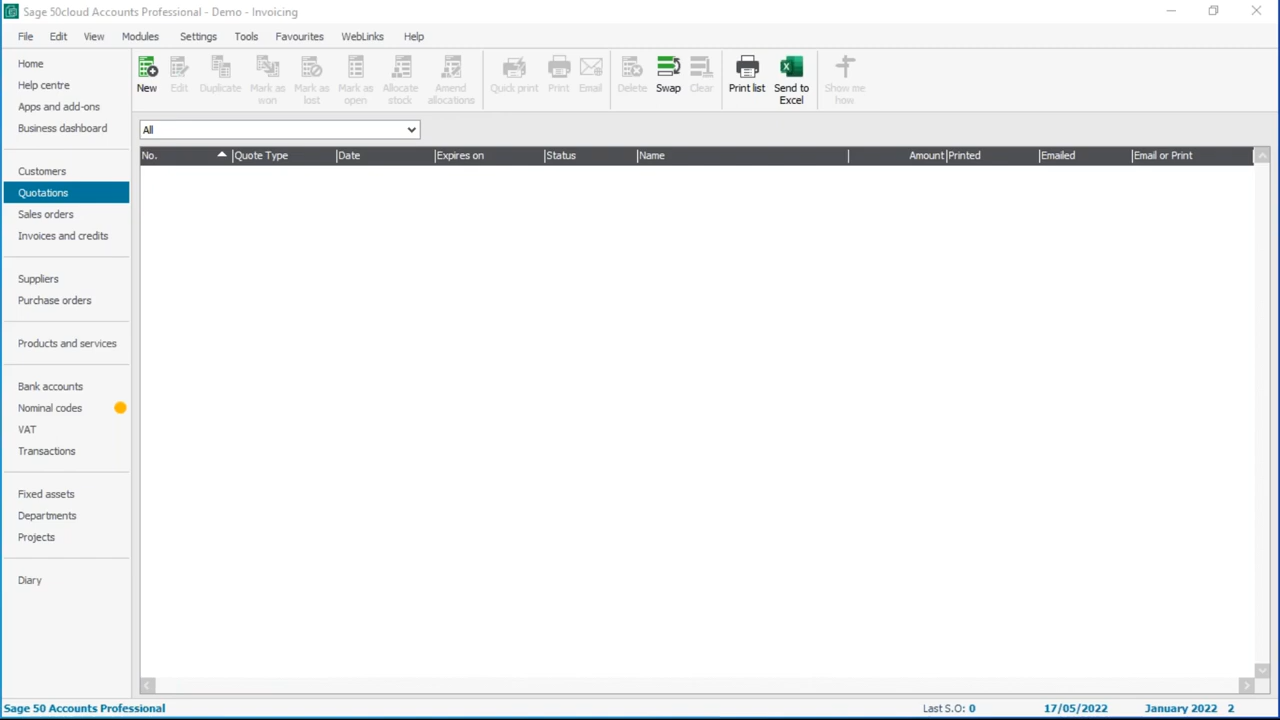 Sage 50cloud Accounts Professional - Demo - Invoicing
File Edit View Modules Settings Tools Favourites WebLinks Help
Home
Help centre
Apps and add-ons
Business dashboard
Customers
Quotations
Sales orders
Invoices and credits
Suppliers
Purchase orders
Products and services
Bank accounts
Nominal codes
VAT
Transactions
Fixed assets
Departments
Projects
Diary
New Edit Duplicate Mark as won Mark as lost Mark as open Allocate stock Amend allocations Quick print Print Email Delete Swap Clear Print list Send to Excel Show me how
All
No. Quote Type Date Expires on Status Name Amount Printed Emailed Email or Print
Sage 50 Accounts Professional Last S.O: 0 17/05/2022 January 2022 2